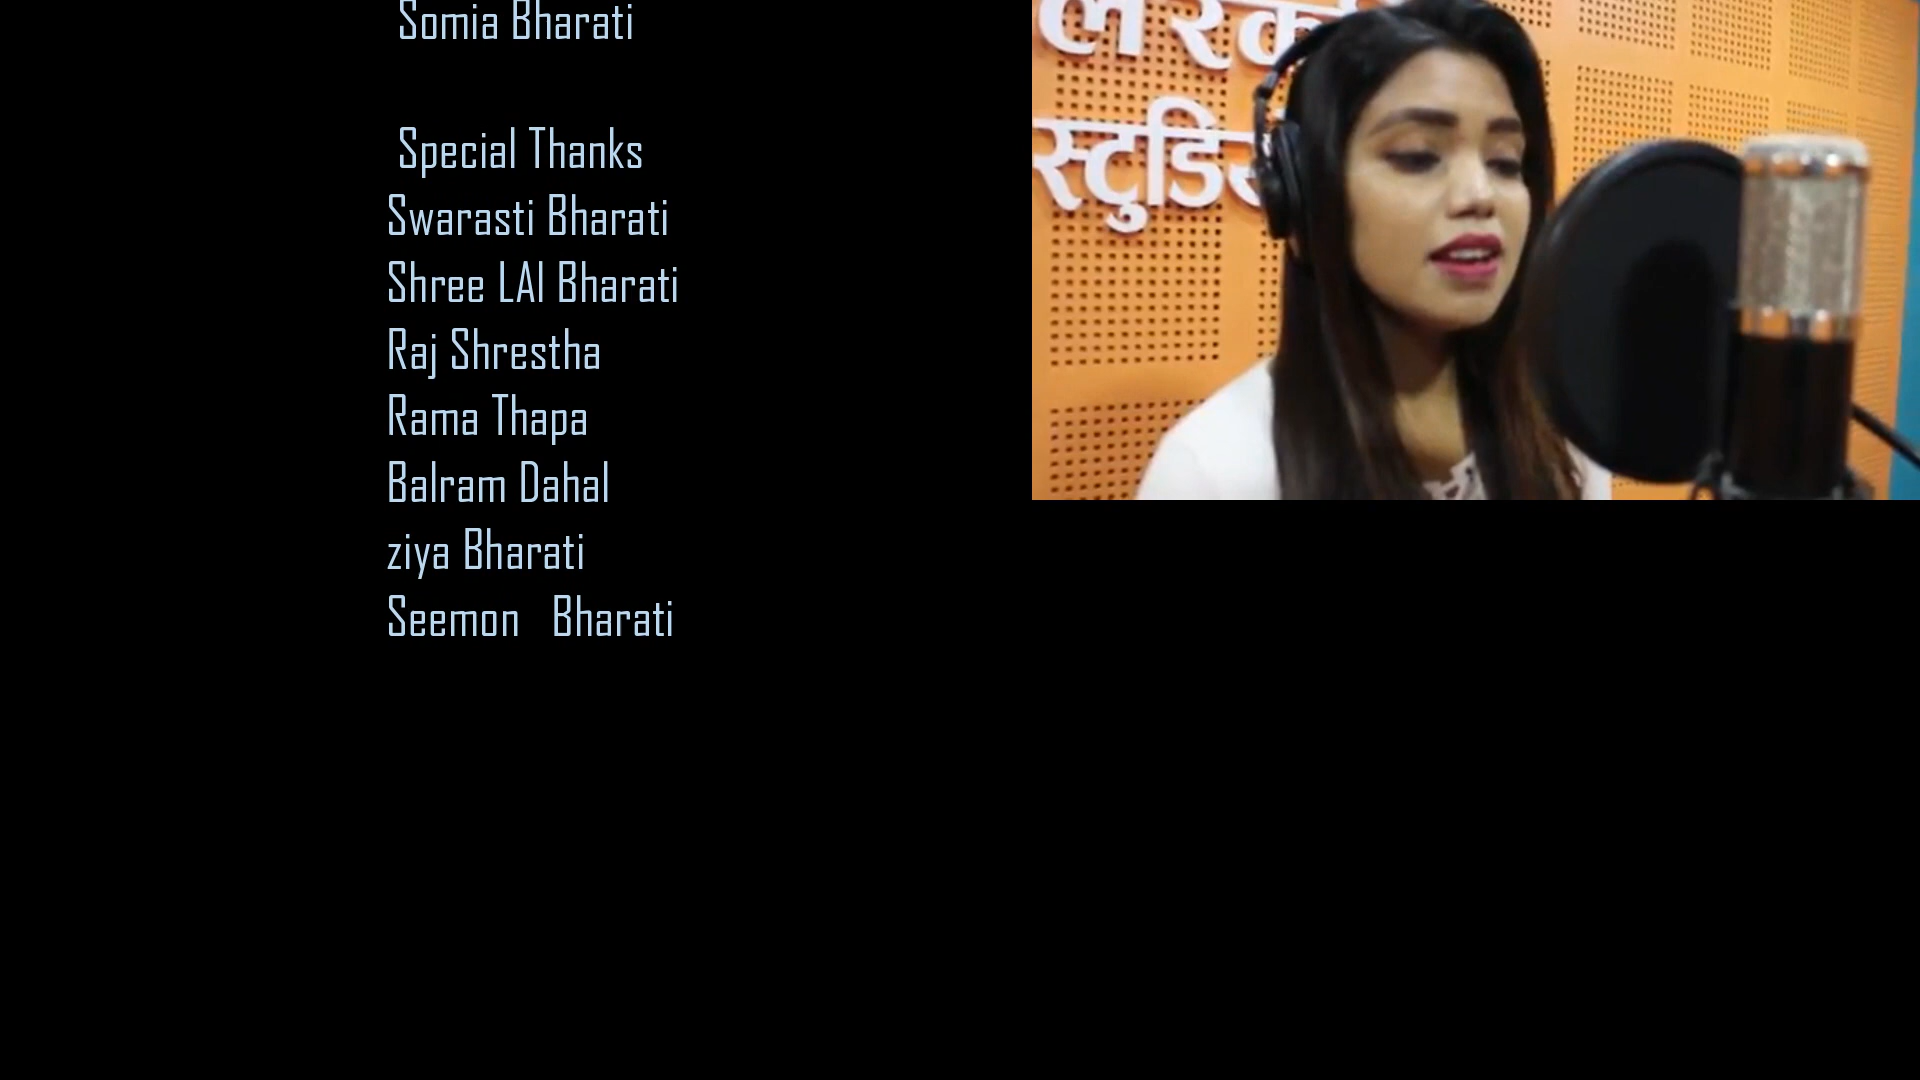 Somia Bharati
Special Thanks
Swarasti Bharati
Shree LAl Bharati
Raj Shrestha
Rama Thapa
Balram Dahal
ziya Bharati
Seemon Bharati